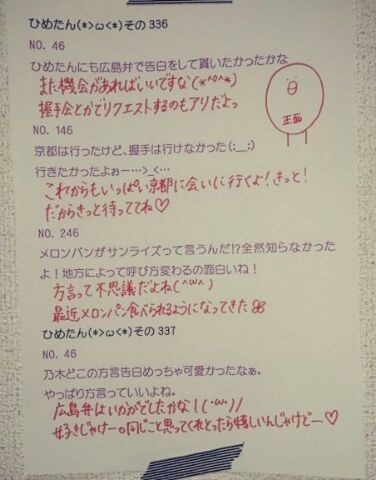 ひめたん(*>ω<*)その336
NO. 46
ひめたんにも広島弁で告白をして貰いたかったかな
また機会があればいいですな(*^o^*)
握手会とかでリクエストするのもアリだよっ
正面
NO. 146
京都は行ったけど、握手は行けなかった(;_;)
行きたかったよぉー…>_<…
これからもいっぱい京都に会いに行くよ!きっと!
だからきっと待っててね♡
NO. 246
メロンパンがサンライズって言うんだ!?全然知らなかった
よ!地方によって呼び方変わるの面白いね!
方言って不思議だよね(^ω^)
最近メロンパン食べられるようになってきた
ひめたん(*>ω<*)その337
NO. 46
乃木どこの方言告白めっちゃ可愛かったなぁ。
やっぱり方言っていいよね。
広島弁はいかがでしたかな!(·ω·)/
好きじゃけー。同じこと思ってくれとったら嬉しいんじゃけどー♡